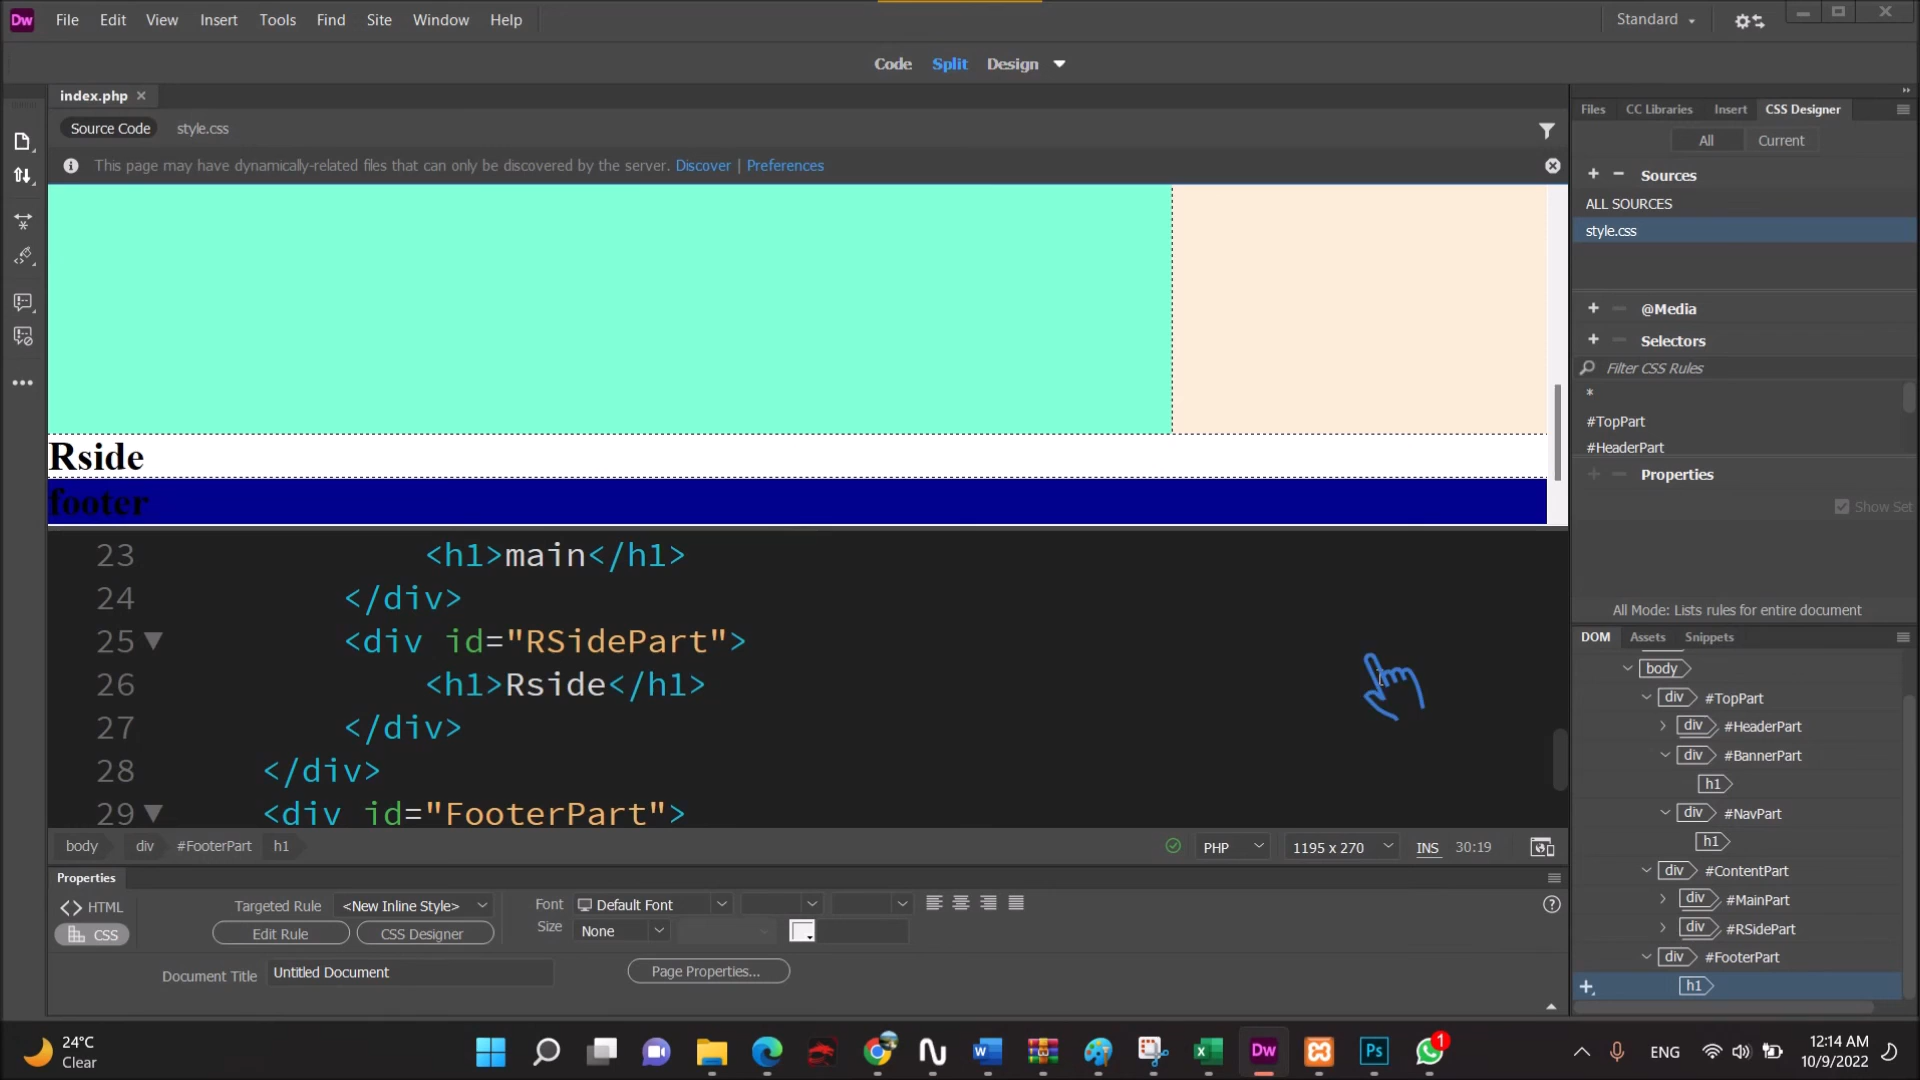 Dw File Edit View Insert Tools Find Site Window Help
Standard
Code Split Design
index.php
Source Code style.css
This page may have dynamically-related files that can only be discovered by the server. Discover | Preferences
Rside
footer
23 <h1>main</h1>
24 </div>
25 <div id="RSidePart">
26 <h1>Rside</h1>
27 </div>
28 </div>
29 <div id="FooterPart">
body div #FooterPart h1
PHP 1195 x 270 INS 30:19
Properties
HTML
CSS
Targeted Rule <New Inline Style>
Edit Rule CSS Designer
Font Default Font
Size None
Document Title Untitled Document
Page Properties...
Files CC Libraries Insert CSS Designer
All Current
+ - Sources
ALL SOURCES
style.css
+ @Media
+ Selectors
Filter CSS Rules
*
#TopPart
#HeaderPart
Properties
Show Set
All Mode: Lists rules for entire document
DOM Assets Snippets
body
div #TopPart
div #HeaderPart
div #BannerPart
h1
div #NavPart
h1
div #ContentPart
div #MainPart
div #RSidePart
div #FooterPart
h1
24°C
Clear
W
Dw
Ps
1
ENG
12:14 AM
10/9/2022